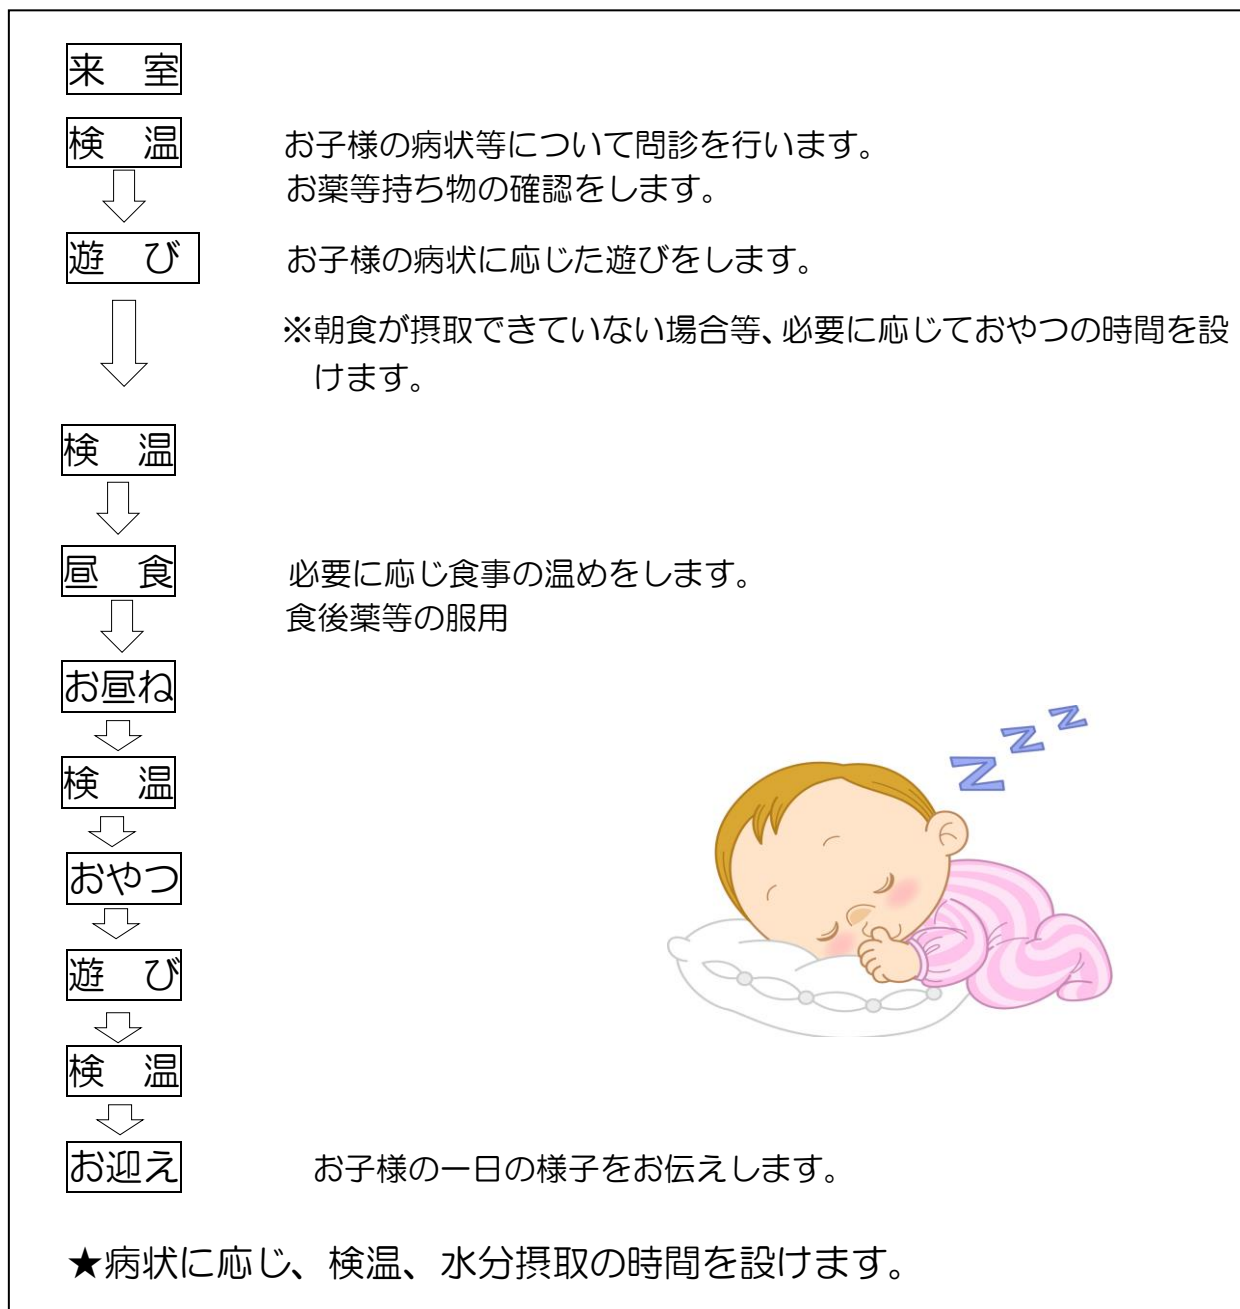 来　室
検　温
お子様の病状等について問診を行います。
お薬等持ち物の確認をします。
遊　び
お子様の病状に応じた遊びをします。
※朝食が摂取できていない場合等、必要に応じておやつの時間を設
けます。
検　温
昼　食
必要に応じ食事の温めをします。
食後薬等の服用
お昼ね
検　温
おやつ
遊　び
検　温
お迎え
お子様の一日の様子をお伝えします。
★病状に応じ、検温、水分摂取の時間を設けます。
Z Z Z